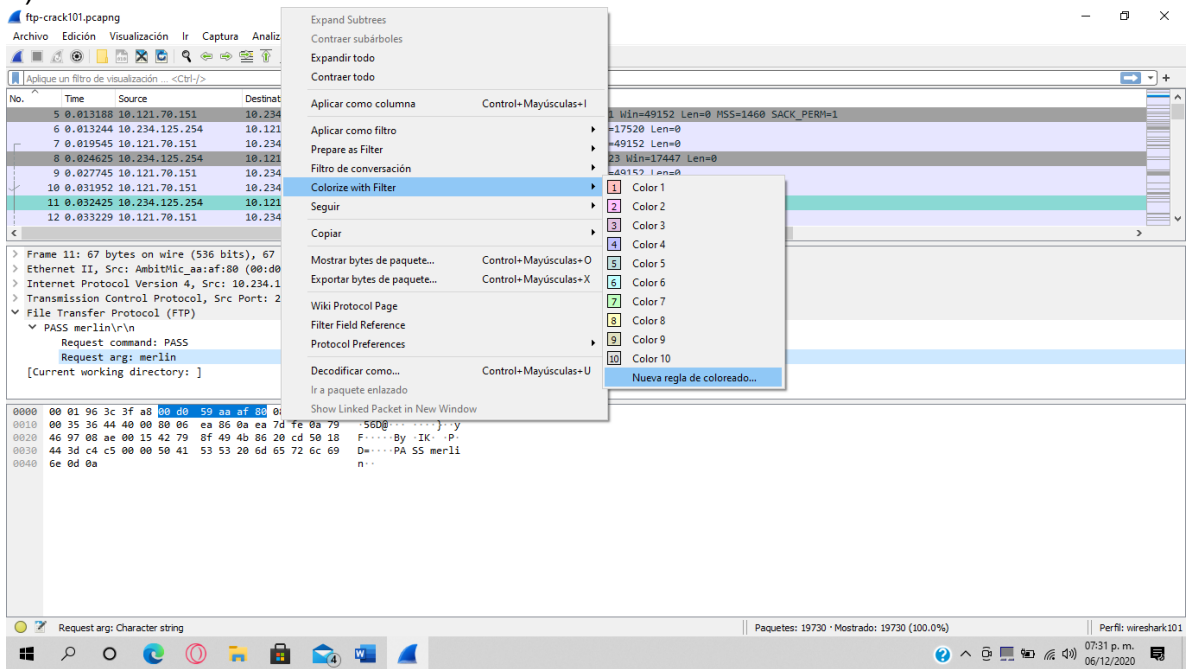 ftp-crack101.pcapng
Archivo Edición Visualización Ir Captura Analiz
Aplique un filtro de visualización ... <Ctrl-/>
No. Time Source Destinat
5 0.013188 10.121.70.151 10.234 1 Win=49152 Len=0 MSS=1460 SACK_PERM=1
6 0.013244 10.234.125.254 10.121 =17520 Len=0
7 0.019545 10.121.70.151 10.234 =49152 Len=0
8 0.024625 10.234.125.254 10.121 23 Win=17447 Len=0
9 0.027745 10.121.70.151 10.234 =49152 Len=0
10 0.031952 10.121.70.151 10.234
11 0.032425 10.234.125.254 10.121
12 0.033229 10.121.70.151 10.234
Expand Subtrees
Contraer subárboles
Expandir todo
Contraer todo
Aplicar como columna Control+Mayúsculas+I
Aplicar como filtro
Prepare as Filter
Filtro de conversación
Colorize with Filter
Seguir
Copiar
Mostrar bytes de paquete... Control+Mayúsculas+O
Exportar bytes de paquete... Control+Mayúsculas+X
Wiki Protocol Page
Filter Field Reference
Protocol Preferences
Decodificar como... Control+Mayúsculas+U
Ir a paquete enlazado
Show Linked Packet in New Window
1 Color 1
2 Color 2
3 Color 3
4 Color 4
5 Color 5
6 Color 6
7 Color 7
8 Color 8
9 Color 9
10 Color 10
Nueva regla de coloreado...
Frame 11: 67 bytes on wire (536 bits), 67
Ethernet II, Src: AmbitMic_aa:af:80 (00:d0
Internet Protocol Version 4, Src: 10.234.1
Transmission Control Protocol, Src Port: 2
File Transfer Protocol (FTP)
PASS merlin\r\n
Request command: PASS
Request arg: merlin
[Current working directory: ]
0000 00 01 96 3c 3f a8 00 d0 59 aa af 80 08
0010 00 35 36 44 40 00 80 06 ea 86 0a ea 7d fe 0a 79 ·56D@··· ····}··y
0020 46 97 08 ae 00 15 42 79 8f 49 4b 86 20 cd 50 18 F·····By ·IK· ·P·
0030 44 3d c4 c5 00 00 50 41 53 53 20 6d 65 72 6c 69 D=····PA SS merli
0040 6e 0d 0a n··
Request arg: Character string
Paquetes: 19730 · Mostrado: 19730 (100.0%)
Perfil: wireshark101
4
07:31 p. m.
06/12/2020